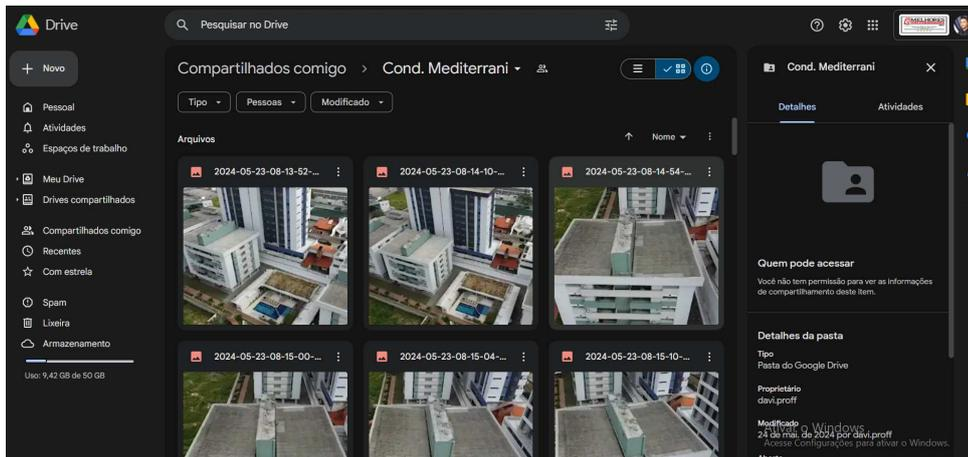 Drive
Pesquisar no Drive
Novo
Pessoal
Atividades
Espaços de trabalho
Meu Drive
Drives compartilhados
Compartilhados comigo
Recentes
Com estrela
Spam
Lixeira
Armazenamento
Uso: 9,42 GB de 50 GB
Compartilhados comigo > Cond. Mediterrani
Tipo Pessoas Modificado
Arquivos
Nome
2024-05-23-08-13-52-...
2024-05-23-08-14-10-...
2024-05-23-08-14-54-...
2024-05-23-08-15-00-...
2024-05-23-08-15-04-...
2024-05-23-08-15-10-...
Cond. Mediterrani
Detalhes Atividades
Quem pode acessar
Você não tem permissão para ver as informações
de compartilhamento deste item.
Detalhes da pasta
Tipo
Pasta do Google Drive
Proprietário
davi.proff
Modificado
24 de mai. de 2024 por davi.proff
Ativar o Windows
Acesse Configurações para ativar o Windows.